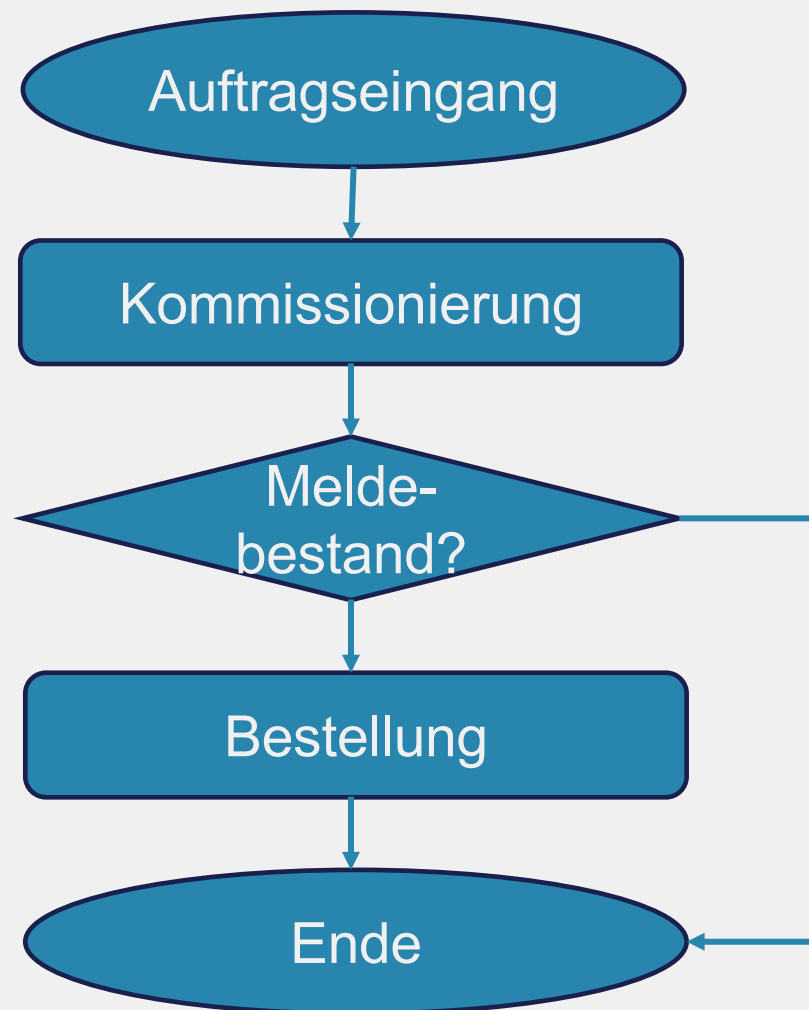 Auftragseingang
Kommissionierung
Melde-
bestand?
Bestellung
Ende